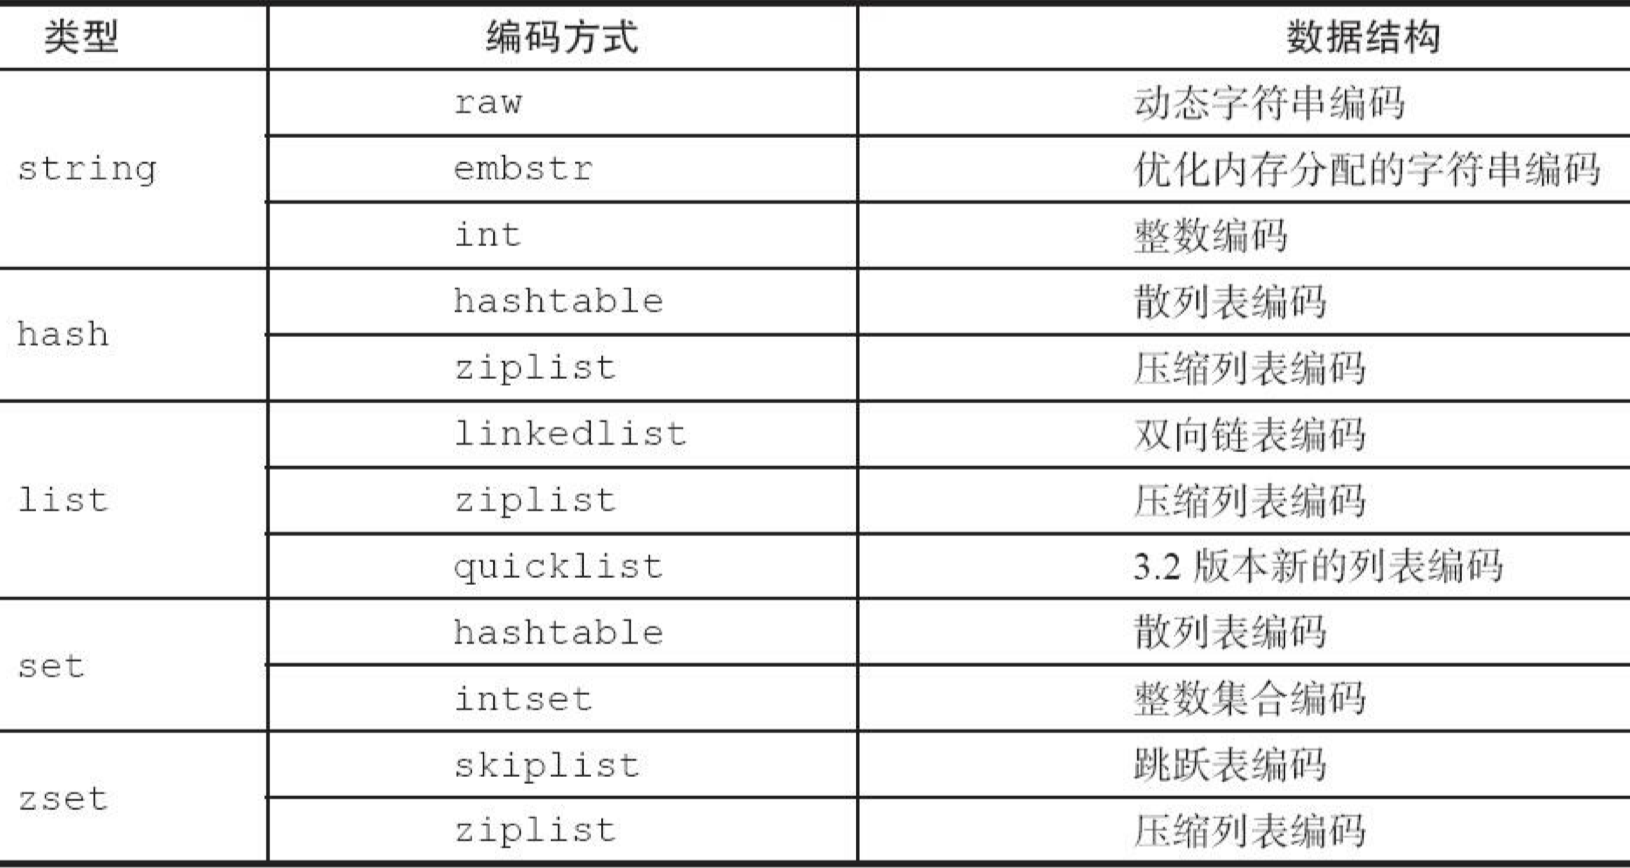 类型 编码方式 数据结构
string
raw 动态字符串编码
embstr 优化内存分配的字符串编码
int 整数编码
hash
hashtable 散列表编码
ziplist 压缩列表编码
list
linkedlist 双向链表编码
ziplist 压缩列表编码
quicklist 3.2 版本新的列表编码
set
hashtable 散列表编码
intset 整数集合编码
zset
skiplist 跳跃表编码
ziplist 压缩列表编码